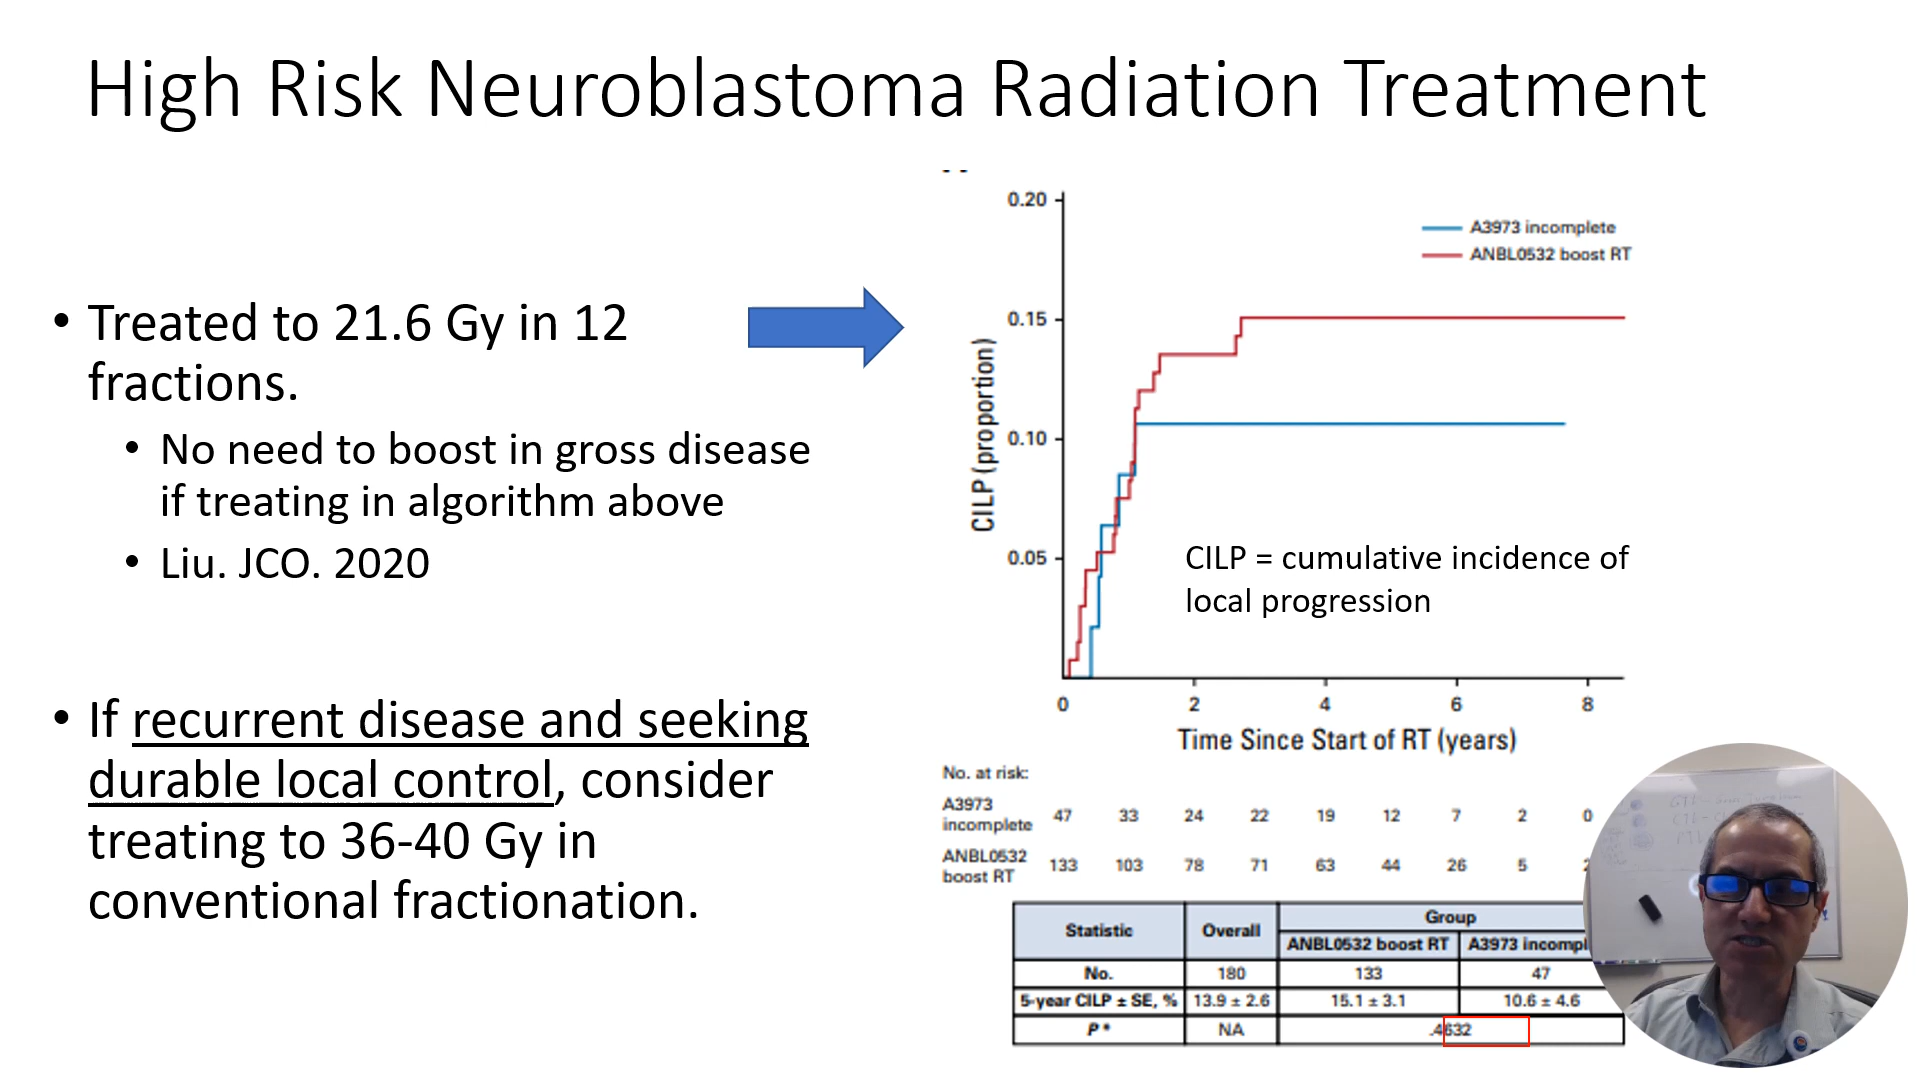 High Risk Neuroblastoma Radiation Treatment
• Treated to 21.6 Gy in 12
fractions.
• No need to boost in gross disease
if treating in algorithm above
• Liu. JCO. 2020
• If recurrent disease and seeking
durable local control, consider
treating to 36-40 Gy in
conventional fractionation.
0.20
0.15
0.10
0.05
CILP (proportion)
A3973 incomplete
ANBL0532 boost RT
CILP = cumulative incidence of
local progression
0 2 4 6 8
Time Since Start of RT (years)
No. at risk:
A3973
incomplete 47 33 24 22 19 12 7 2 0
ANBL0532
boost RT 133 103 78 71 63 44 26 5
Statistic Overall Group
ANBL0532 boost RT A3973 incompl
No. 180 133 47
5-year CILP ± SE, % 13.9 ± 2.6 15.1 ± 3.1 10.6 ± 4.6
P* NA .4632